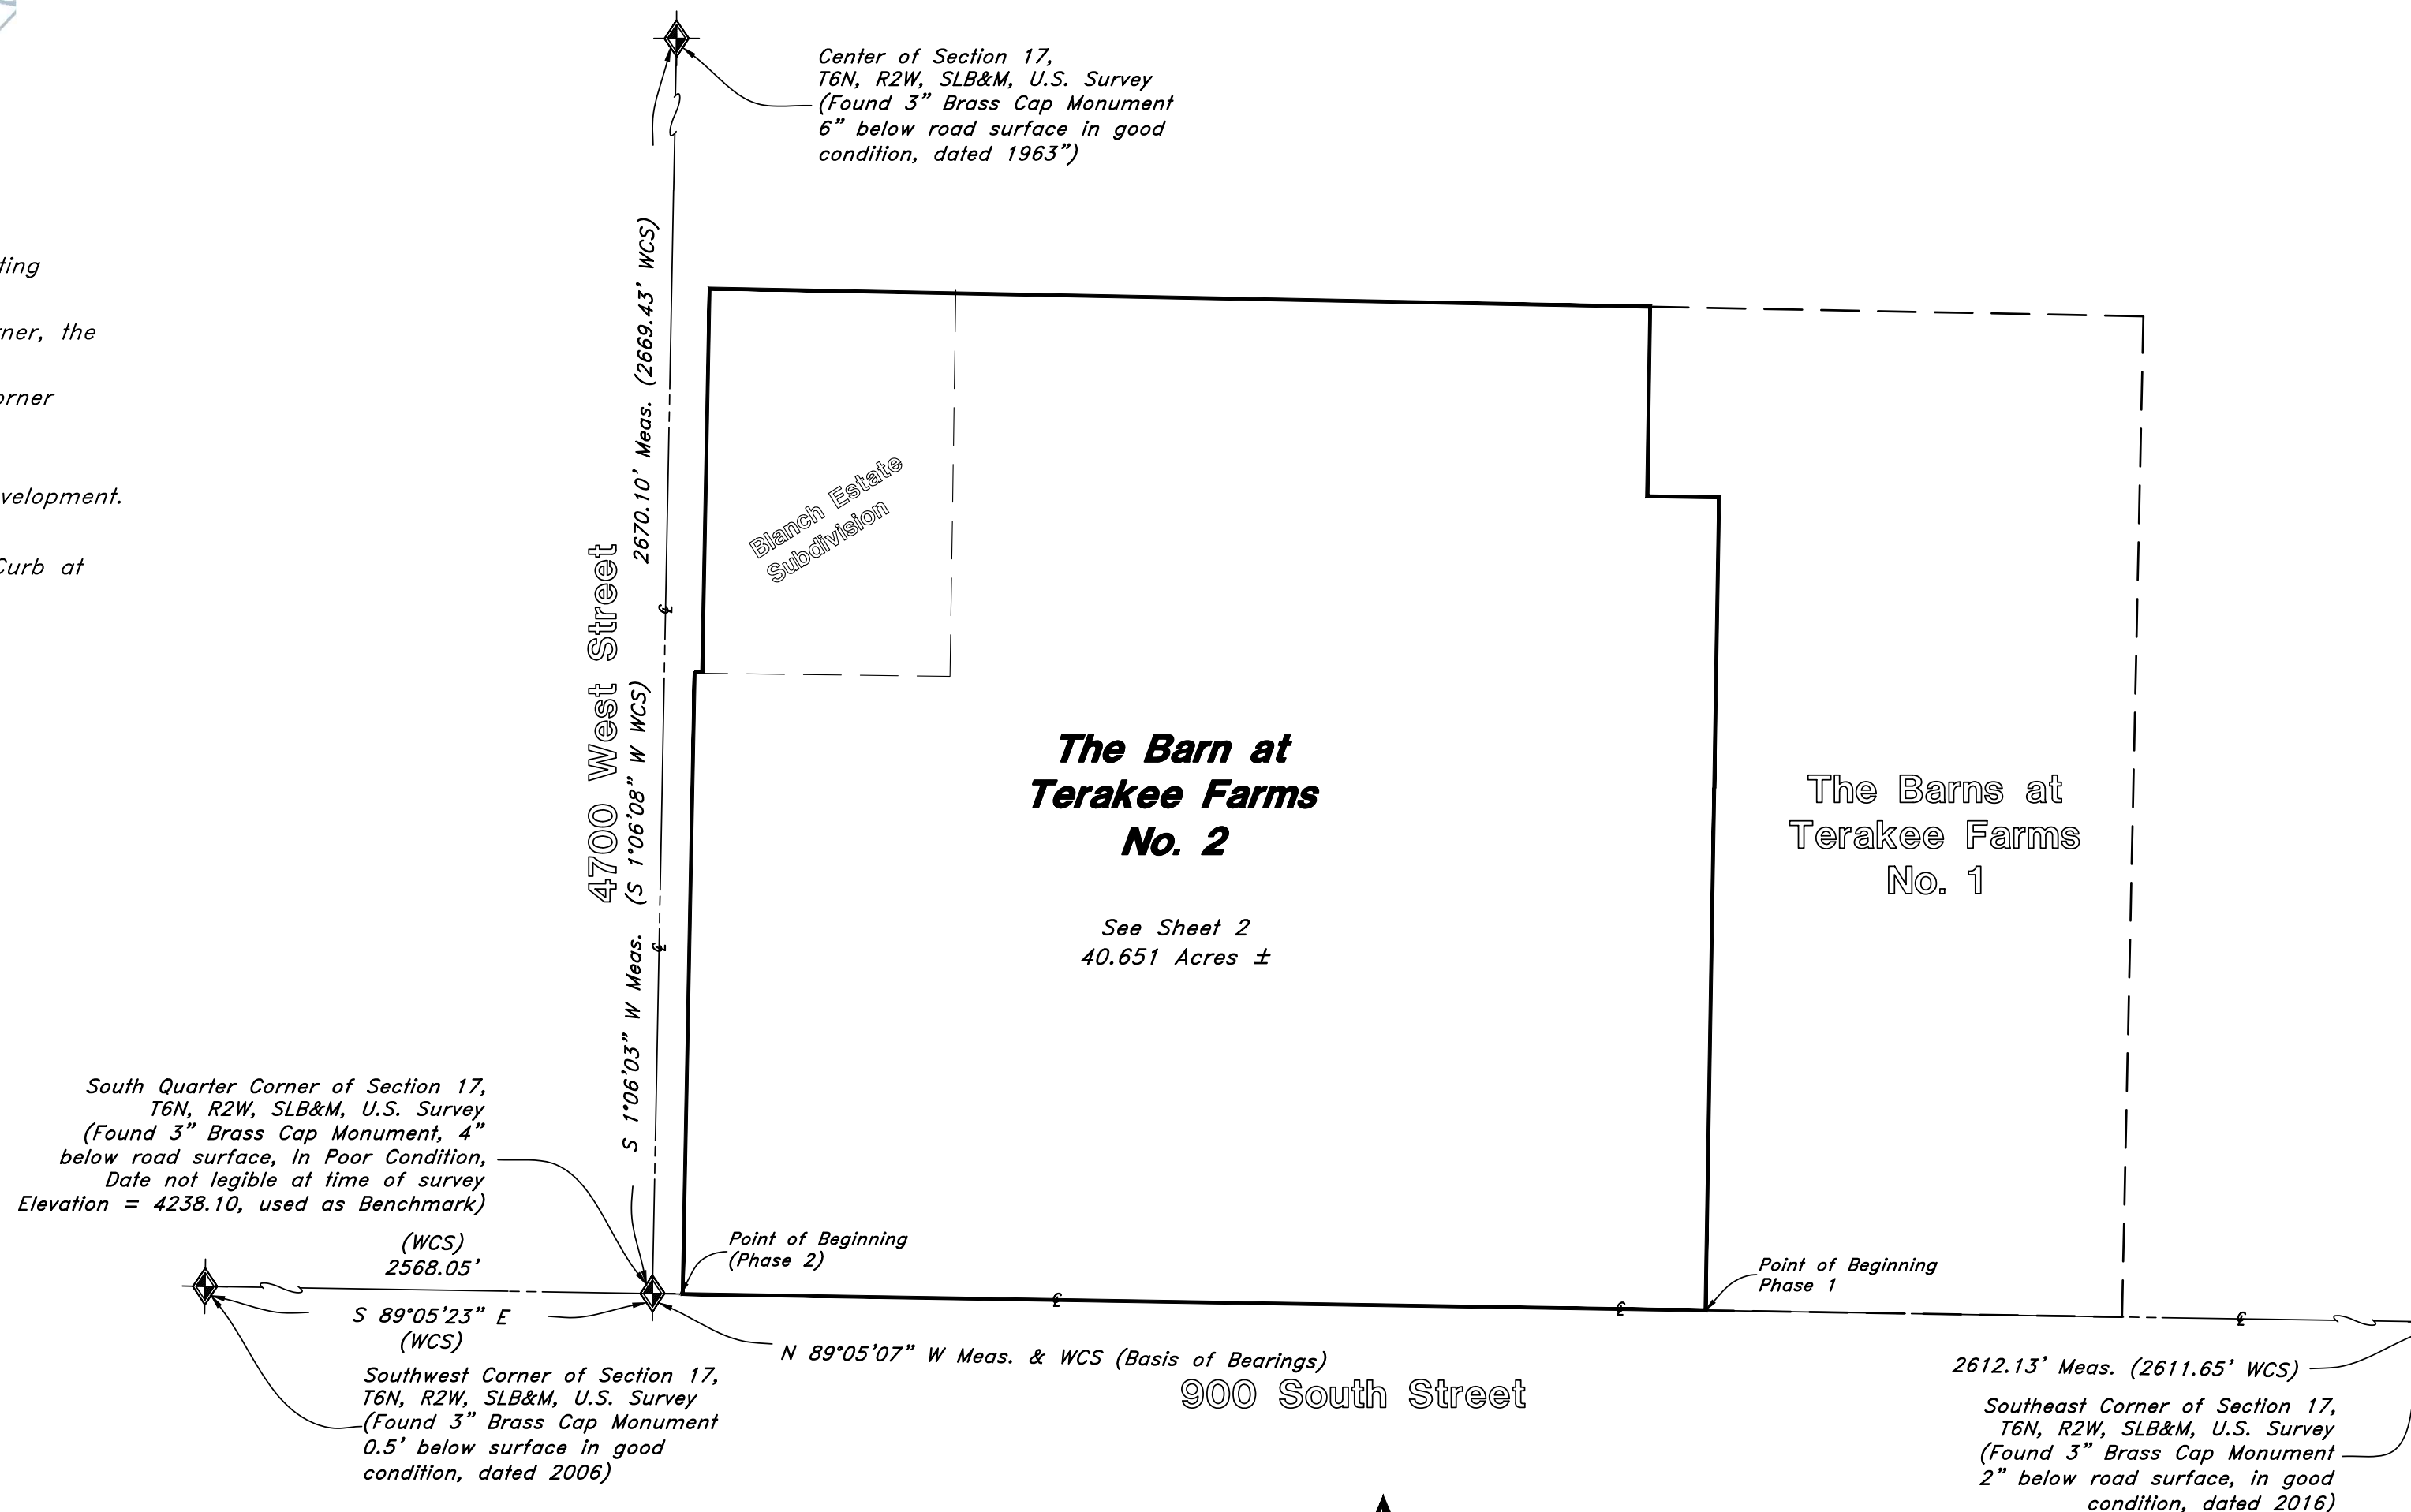 Center of Section 17,
T6N, R2W, SLB&M, U.S. Survey
(Found 3" Brass Cap Monument
6" below road surface in good
condition, dated 1963")
ting
rner, the
orner
velopment.
Curb at
2670.10' Meas. (2669.43' WCS)
S 1°06'03" W Meas. (S 1°06'08" W WCS)
4700 West Street
Blanch Estate
Subdivision
The Barn at
Terakee Farms
No. 2
See Sheet 2
40.651 Acres ±
The Barns at
Terakee Farms
No. 1
South Quarter Corner of Section 17,
T6N, R2W, SLB&M, U.S. Survey
(Found 3" Brass Cap Monument, 4"
below road surface, In Poor Condition,
Date not legible at time of survey
Elevation = 4238.10, used as Benchmark)
(WCS)
2568.05'
S 89°05'23" E
(WCS)
Point of Beginning
(Phase 2)
Point of Beginning
Phase 1
N 89°05'07" W Meas. & WCS (Basis of Bearings)
900 South Street
2612.13' Meas. (2611.65' WCS)
Southwest Corner of Section 17,
T6N, R2W, SLB&M, U.S. Survey
(Found 3" Brass Cap Monument
0.5' below surface in good
condition, dated 2006)
Southeast Corner of Section 17,
T6N, R2W, SLB&M, U.S. Survey
(Found 3" Brass Cap Monument
2" below road surface, in good
condition, dated 2016)